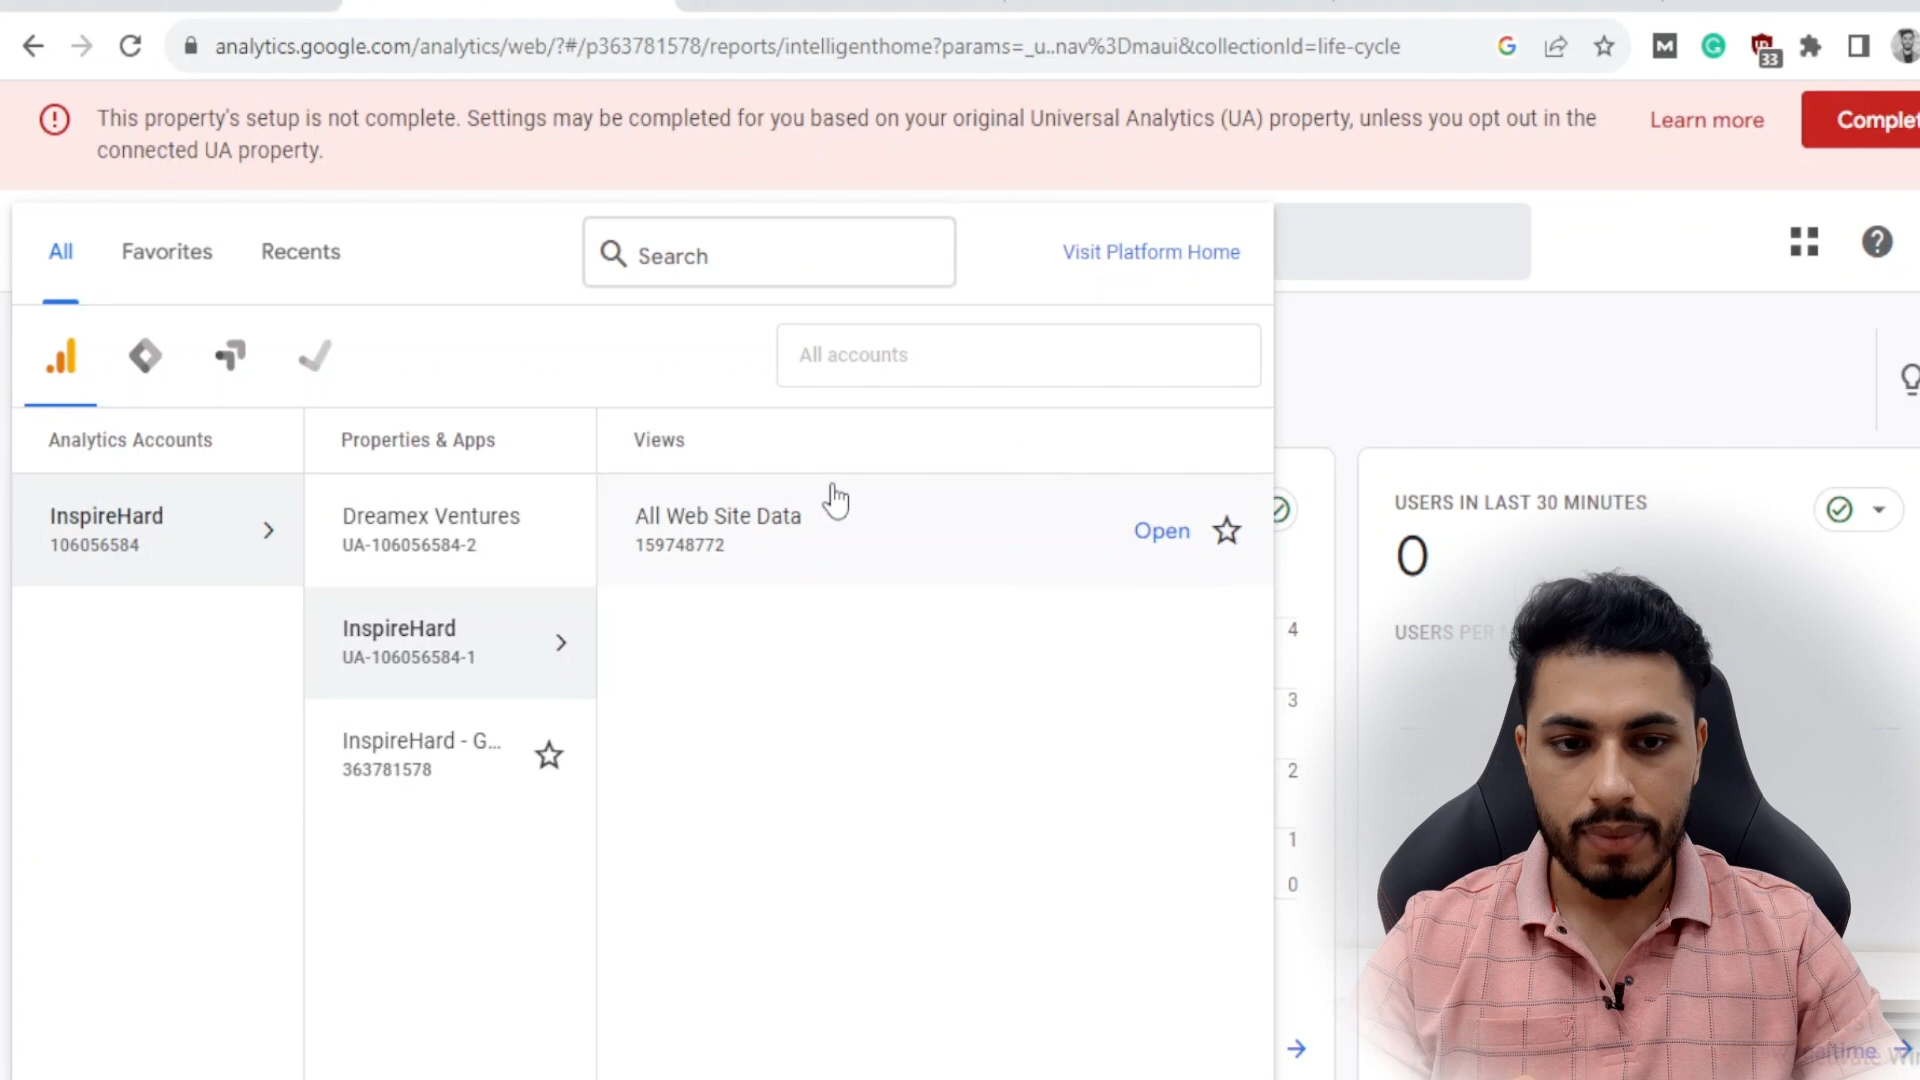 analytics.google.com/analytics/web/?#/p363781578/reports/intelligenthome?params=_u..nav%3Dmaui&collectionId=life-cycle
33
This property's setup is not complete. Settings may be completed for you based on your original Universal Analytics (UA) property, unless you opt out in the
connected UA property.
Learn more
Complet
All
Favorites
Recents
Search
Visit Platform Home
All accounts
Analytics Accounts
Properties & Apps
Views
InspireHard
106056584
Dreamex Ventures
UA-106056584-2
All Web Site Data
159748772
Open
InspireHard
UA-106056584-1
InspireHard - G...
363781578
USERS IN LAST 30 MINUTES
0
USERS PER
4
3
2
1
0